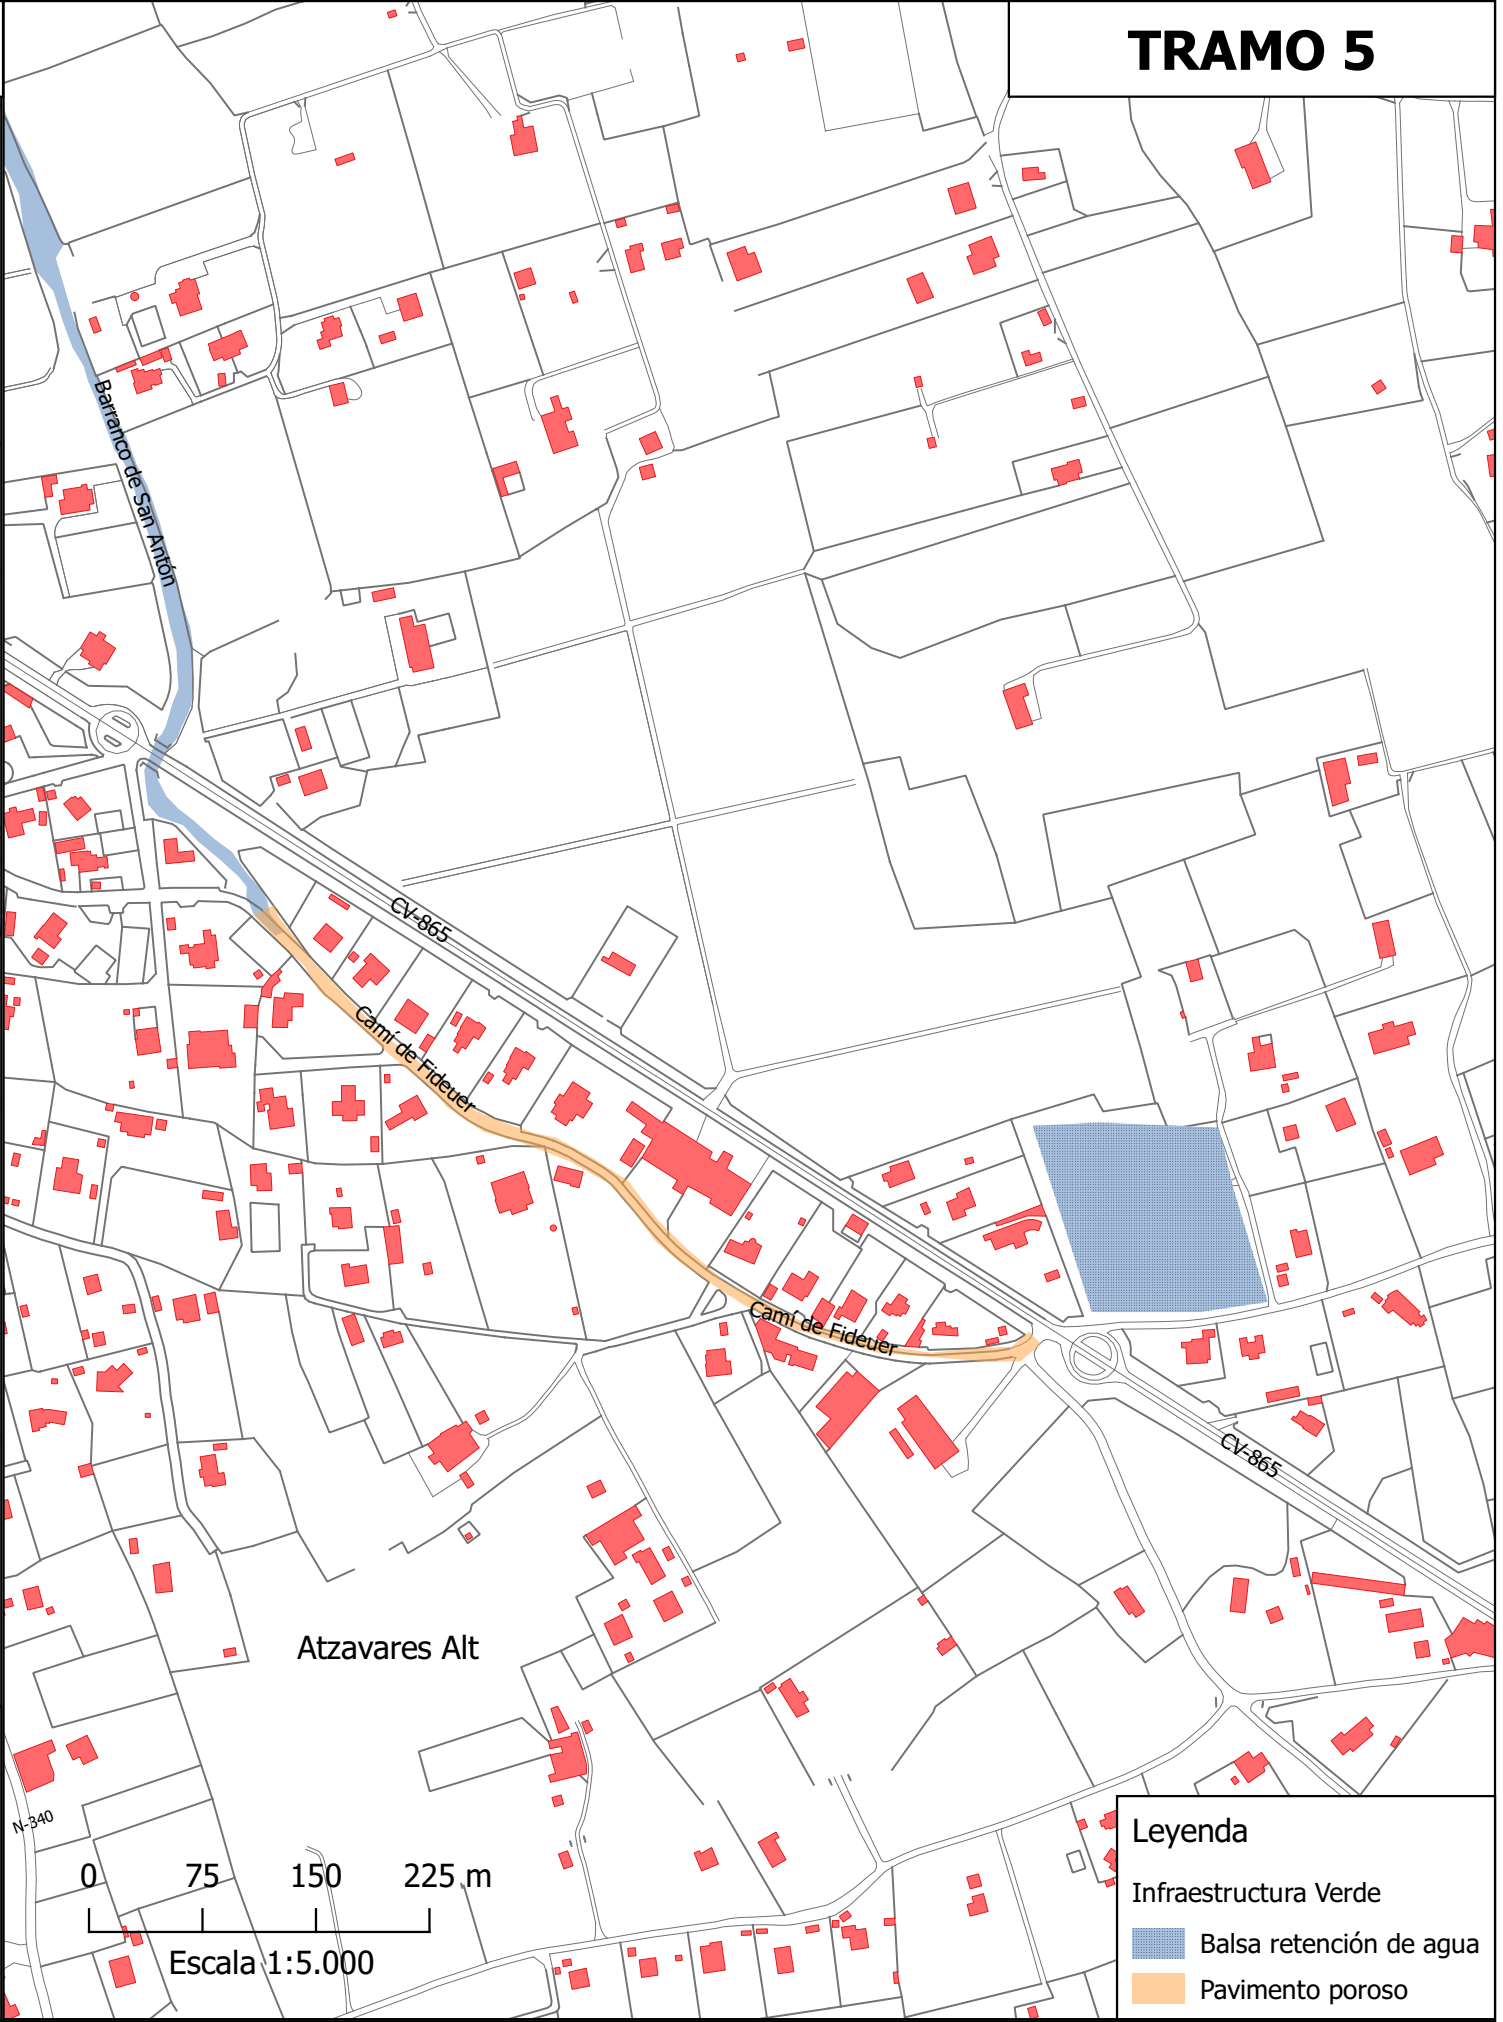 TRAMO 5
Barranco de San Antón
CV-865
Camí de Fideuer
Camí de Fideuer
CV-865
Atzavares Alt
N-340
0 75 150 225 m
Escala 1:5.000
Leyenda
Infraestructura Verde
Balsa retención de agua
Pavimento poroso